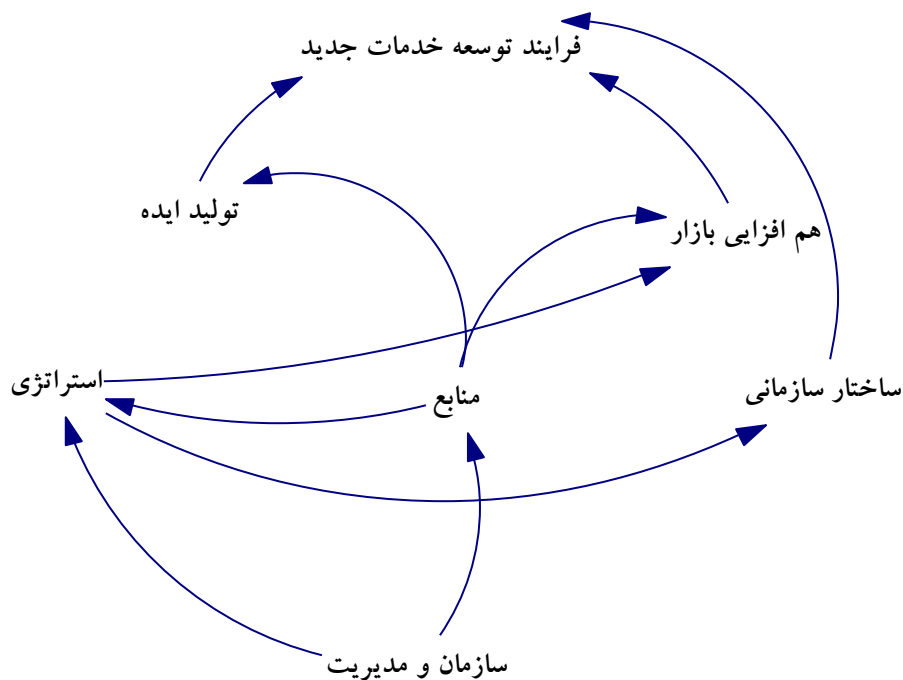 فرایند توسعه خدمات جدید
تولید ایده
هم افزایی بازار
استراتژی
منابع
ساختار سازمانی
سازمان و مدیریت